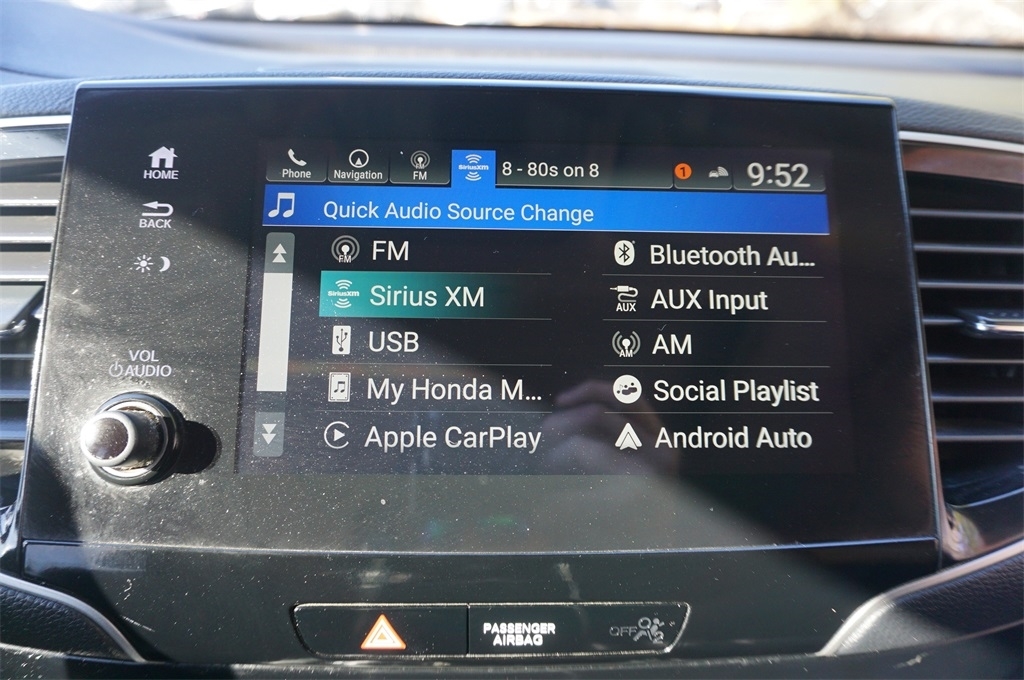 HOME
BACK
VOL
AUDIO
Phone
Navigation
FM
SiriusXM
8 - 80s on 8
1
9:52
Quick Audio Source Change
FM FM
SiriusXM Sirius XM
USB
My Honda M...
Apple CarPlay
Bluetooth Au...
AUX AUX Input
AM AM
Social Playlist
Android Auto
PASSENGER
AIRBAG
OFF